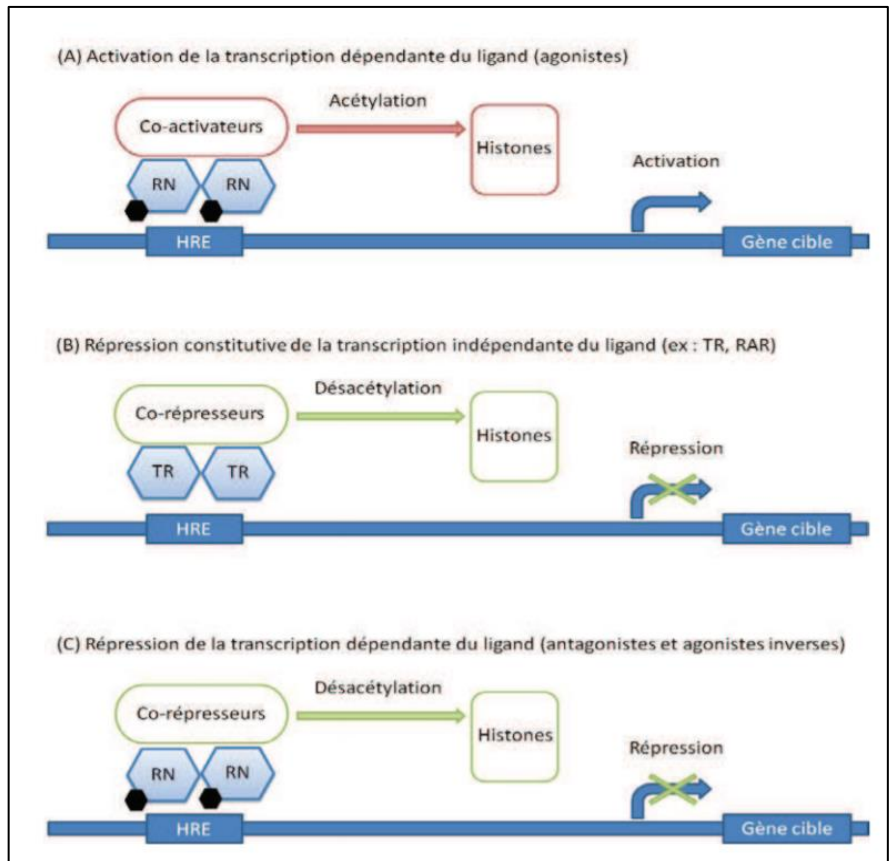 (A) Activation de la transcription dépendante du ligand (agonistes)
Acétylation
Co-activateurs
Histones
Activation
RN
RN
HRE
Gène cible
(B) Répression constitutive de la transcription indépendante du ligand (ex : TR, RAR)
Désacétylation
Co-répresseurs
Histones
Répression
TR
TR
HRE
Gène cible
(C) Répression de la transcription dépendante du ligand (antagonistes et agonistes inverses)
Désacétylation
Co-répresseurs
Histones
Répression
RN
RN
HRE
Gène cible